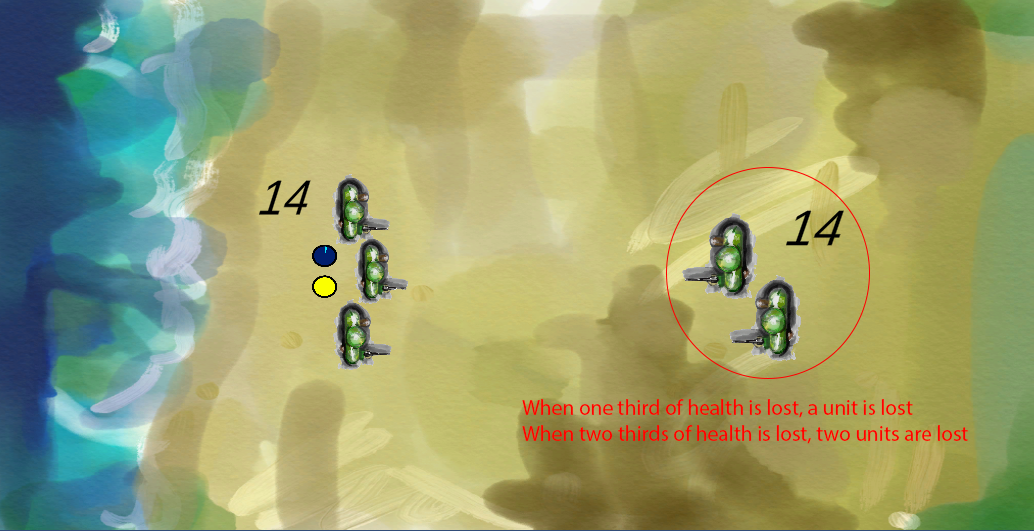 14
14
When one third of health is lost, a unit is lost
When two thirds of health is lost, two units are lost